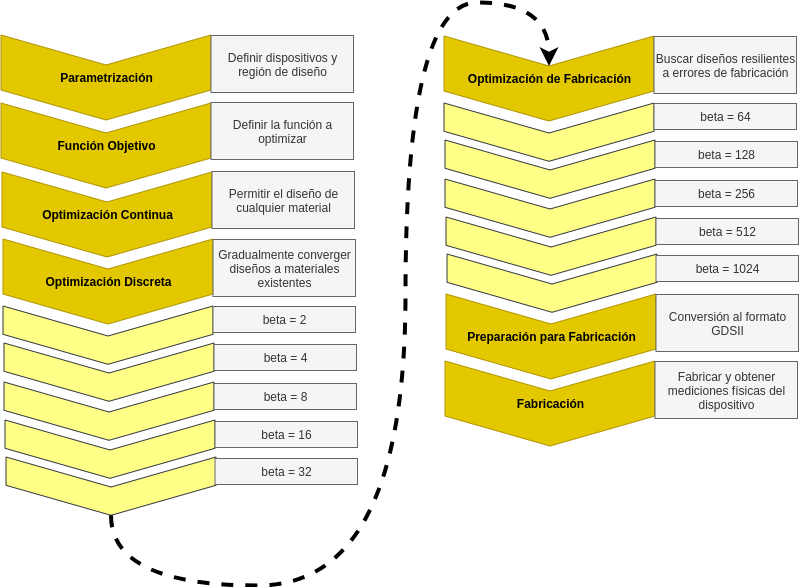 Parametrización
Definir dispositivos y
región de diseño
Función Objetivo
Definir la función a
optimizar
Optimización Continua
Permitir el diseño de
cualquier material
Optimización Discreta
Gradualmente converger
diseños a materiales
existentes
beta = 2
beta = 4
beta = 8
beta = 16
beta = 32
Optimización de Fabricación
Buscar diseños resilientes
a errores de fabricación
beta = 64
beta = 128
beta = 256
beta = 512
beta = 1024
Preparación para Fabricación
Conversión al formato
GDSII
Fabricación
Fabricar y obtener
mediciones físicas del
dispositivo